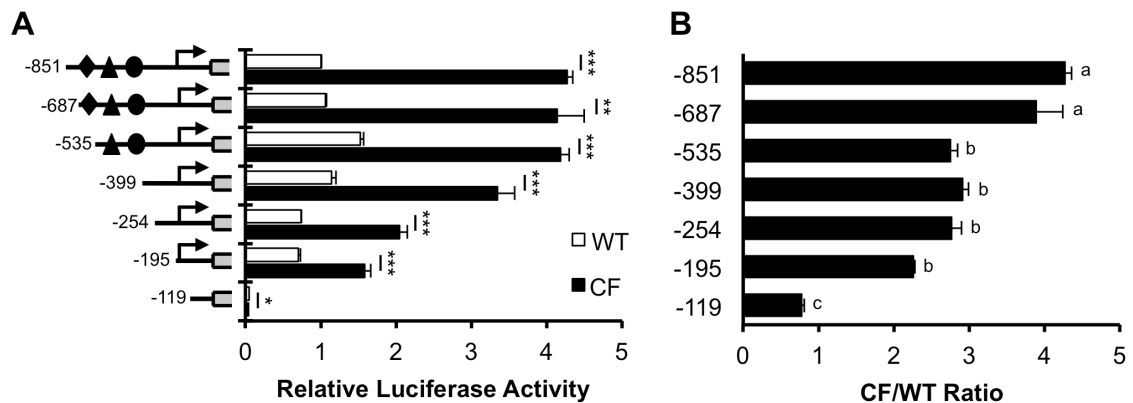 A
-851
***
-687
**
-535
***
-399
***
-254
***
-195
***
-119
*
WT
CF
0 1 2 3 4 5
Relative Luciferase Activity
B
-851 a
-687 a
-535 b
-399 b
-254 b
-195 b
-119 c
0 1 2 3 4 5
CF/WT Ratio